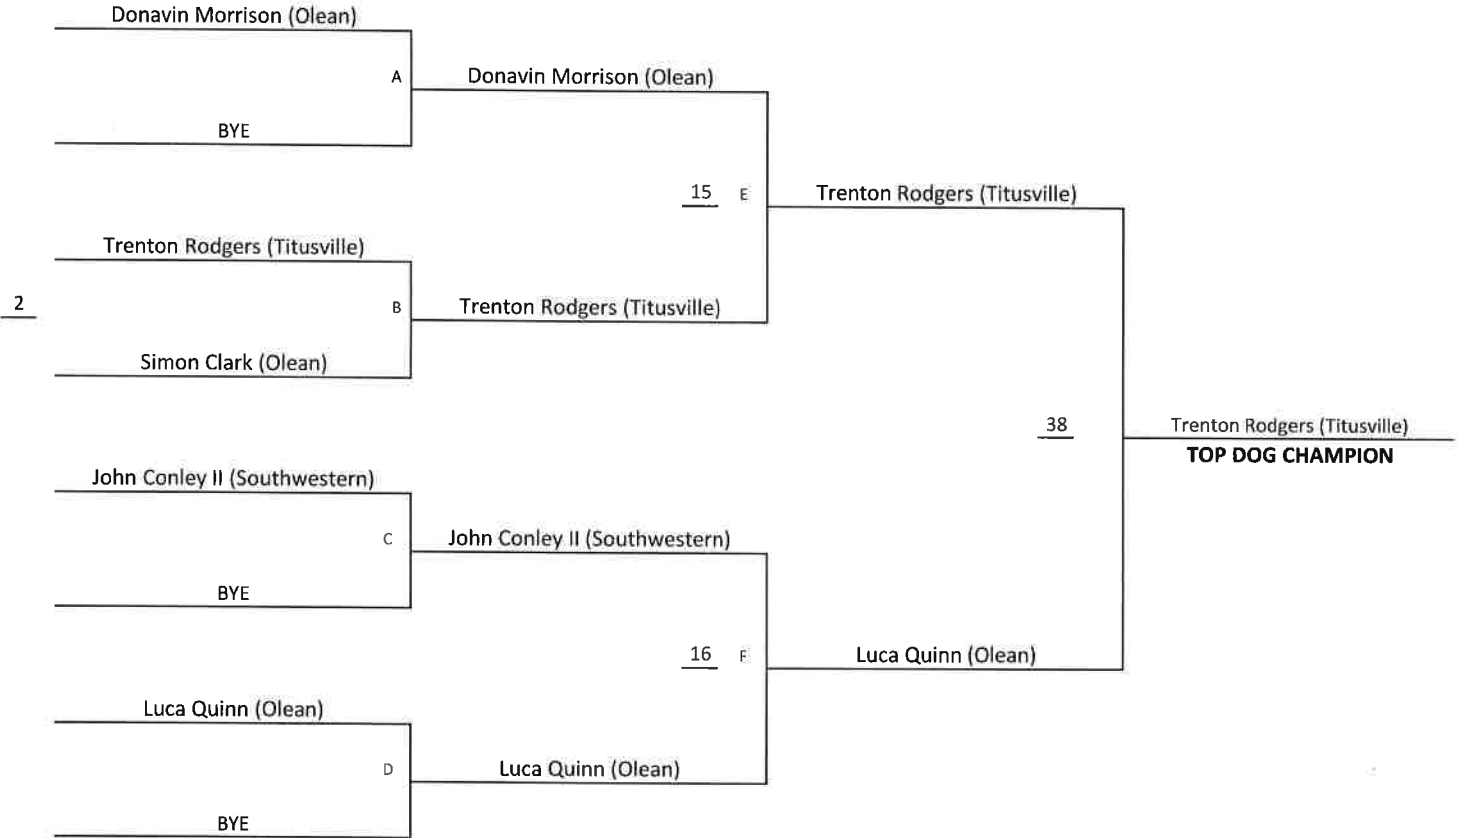 Donavin Morrison (Olean)
A
Donavin Morrison (Olean)
BYE
15
E
Trenton Rodgers (Titusville)
Trenton Rodgers (Titusville)
2
B
Trenton Rodgers (Titusville)
Simon Clark (Olean)
38
Trenton Rodgers (Titusville)
TOP DOG CHAMPION
John Conley II (Southwestern)
C
John Conley II (Southwestern)
BYE
16
F
Luca Quinn (Olean)
Luca Quinn (Olean)
D
Luca Quinn (Olean)
BYE